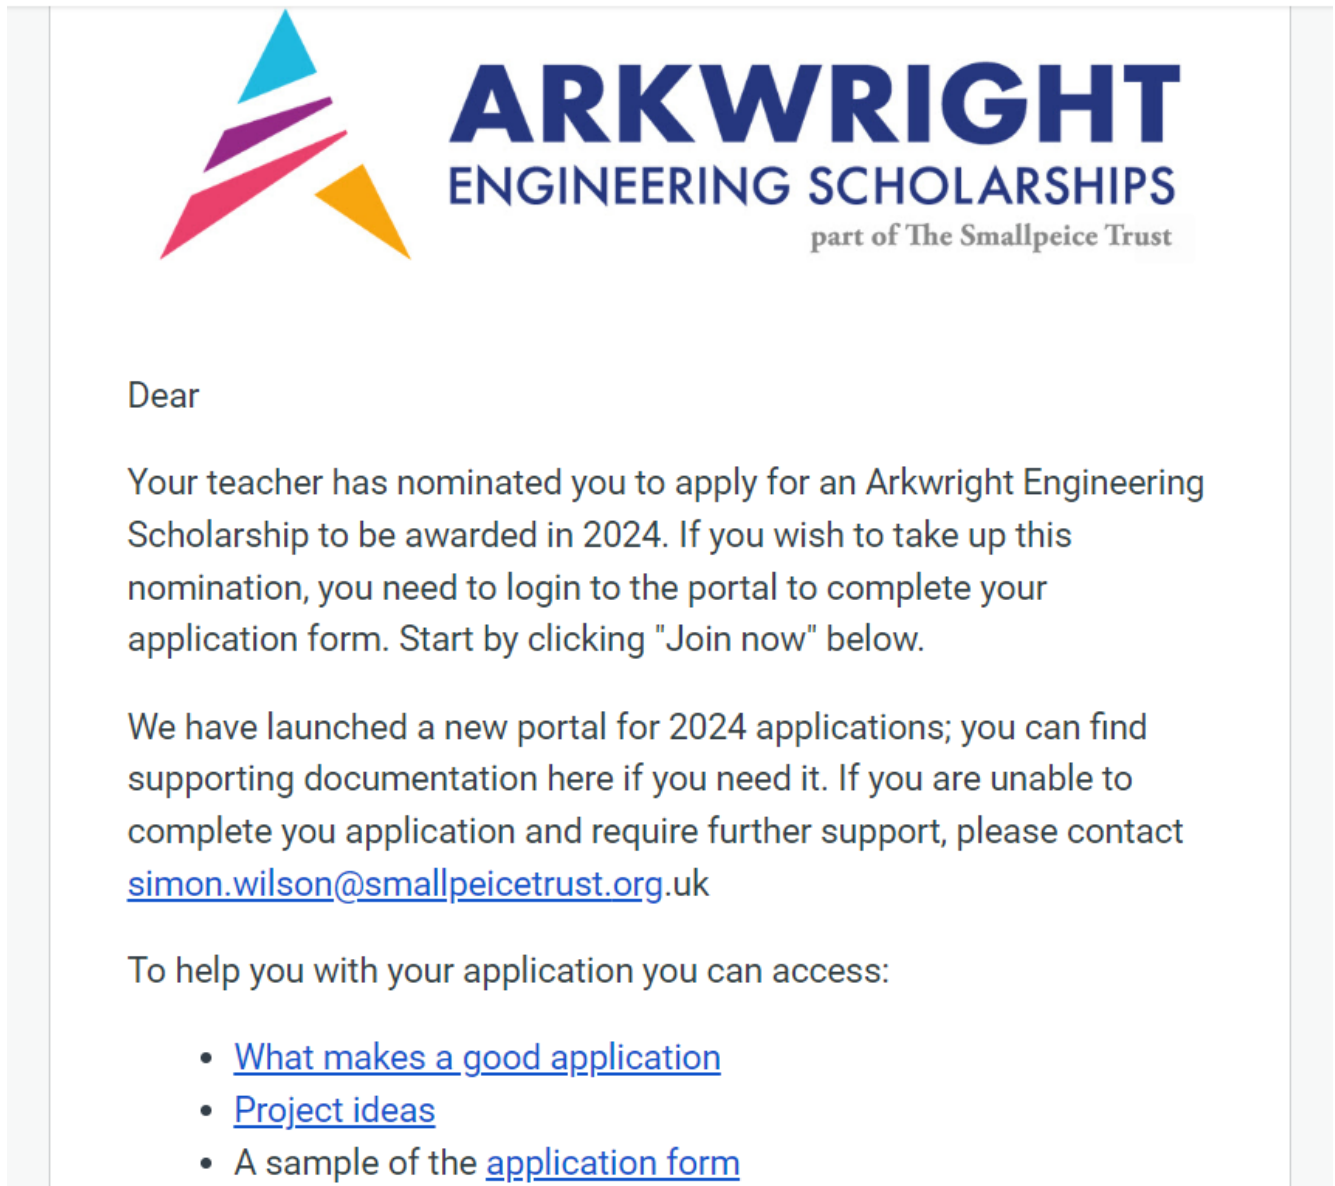 ARKWRIGHT
ENGINEERING SCHOLARSHIPS
part of The Smallpeice Trust
Dear
Your teacher has nominated you to apply for an Arkwright Engineering
Scholarship to be awarded in 2024. If you wish to take up this
nomination, you need to login to the portal to complete your
application form. Start by clicking "Join now" below.
We have launched a new portal for 2024 applications; you can find
supporting documentation here if you need it. If you are unable to
complete you application and require further support, please contact
simon.wilson@smallpeicetrust.org.uk
To help you with your application you can access:
• What makes a good application
• Project ideas
• A sample of the application form